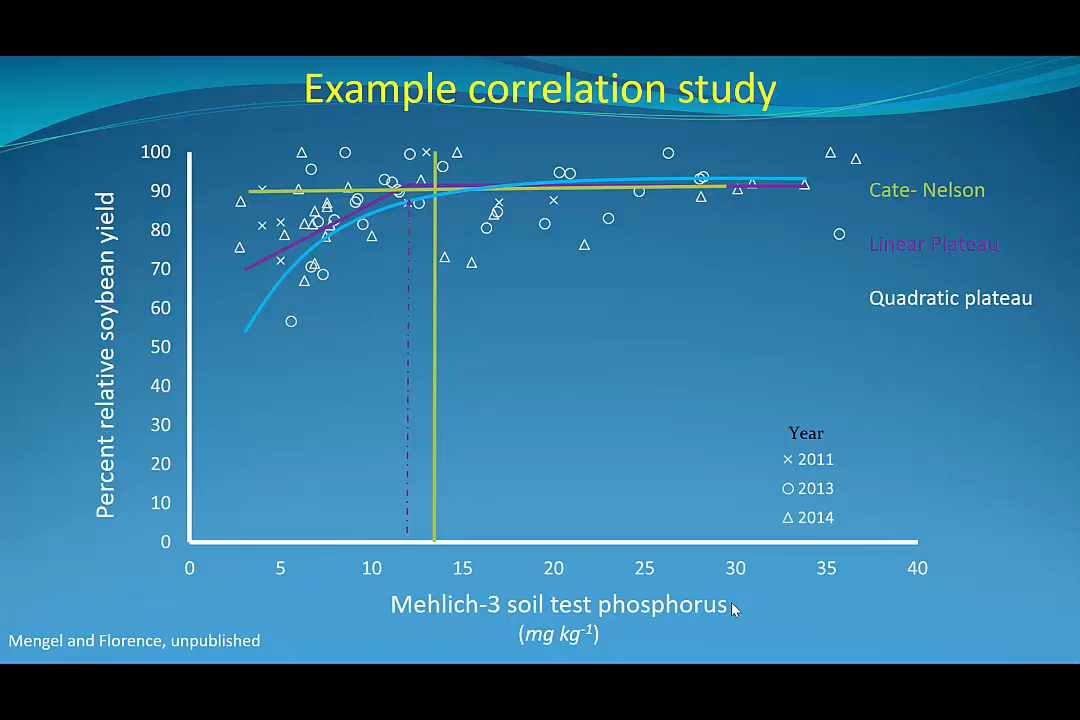 Example correlation study
Percent relative soybean yield
100
90
80
70
60
50
40
30
20
10
0
0 5 10 15 20 25 30 35 40
Mehlich-3 soil test phosphorus
(mg kg⁻¹)
Cate- Nelson
Linear Plateau
Quadratic plateau
Year
× 2011
○ 2013
△ 2014
Mengel and Florence, unpublished